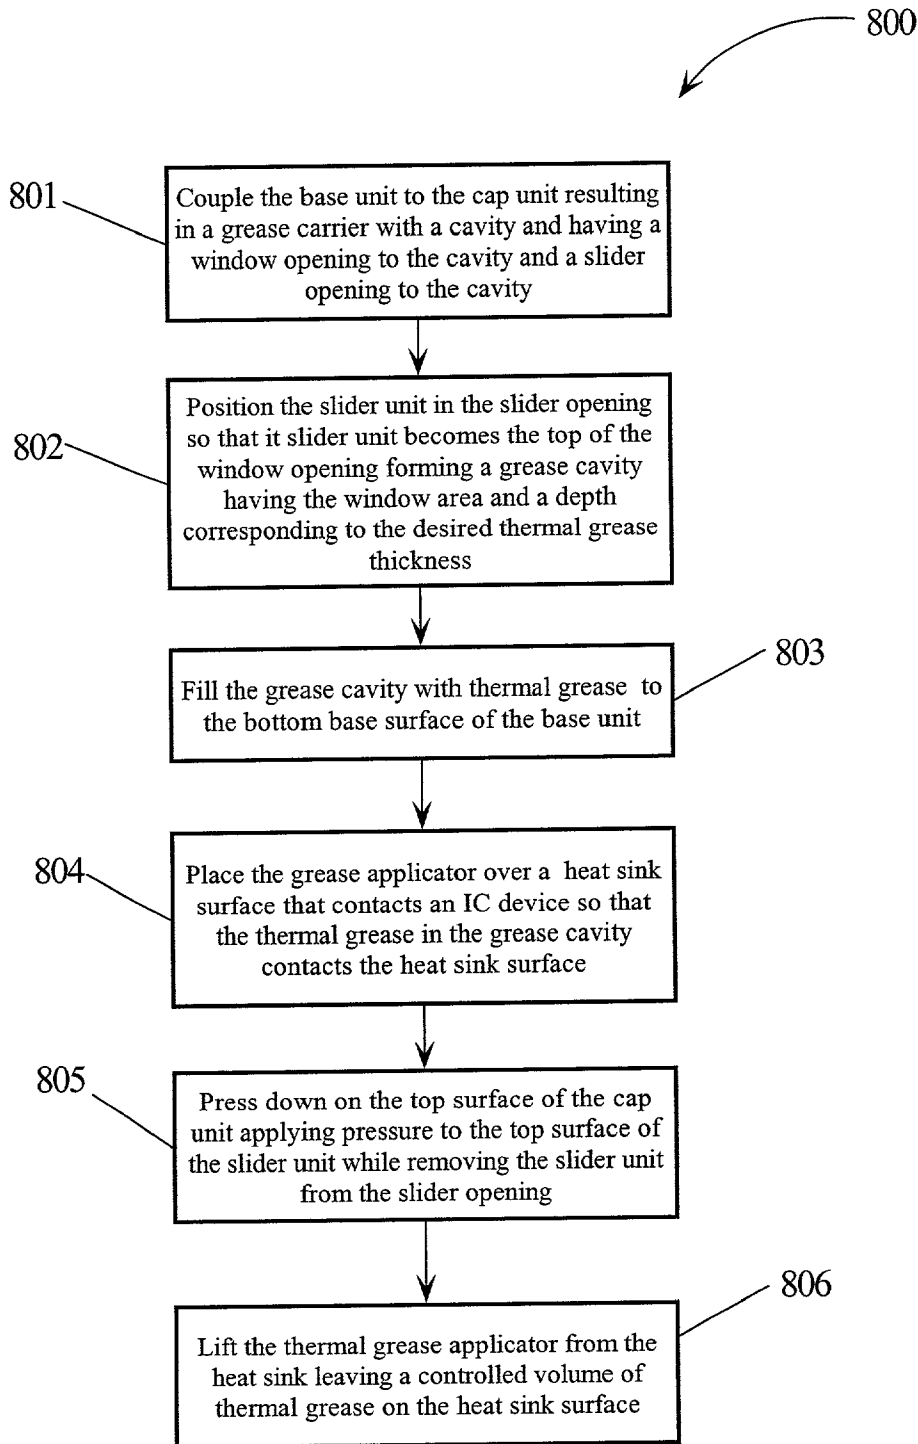 800
801
Couple the base unit to the cap unit resulting
in a grease carrier with a cavity and having a
window opening to the cavity and a slider
opening to the cavity
802
Position the slider unit in the slider opening
so that it slider unit becomes the top of the
window opening forming a grease cavity
having the window area and a depth
corresponding to the desired thermal grease
thickness
803
Fill the grease cavity with thermal grease to
the bottom base surface of the base unit
804
Place the grease applicator over a heat sink
surface that contacts an IC device so that
the thermal grease in the grease cavity
contacts the heat sink surface
805
Press down on the top surface of the cap
unit applying pressure to the top surface of
the slider unit while removing the slider unit
from the slider opening
806
Lift the thermal grease applicator from the
heat sink leaving a controlled volume of
thermal grease on the heat sink surface